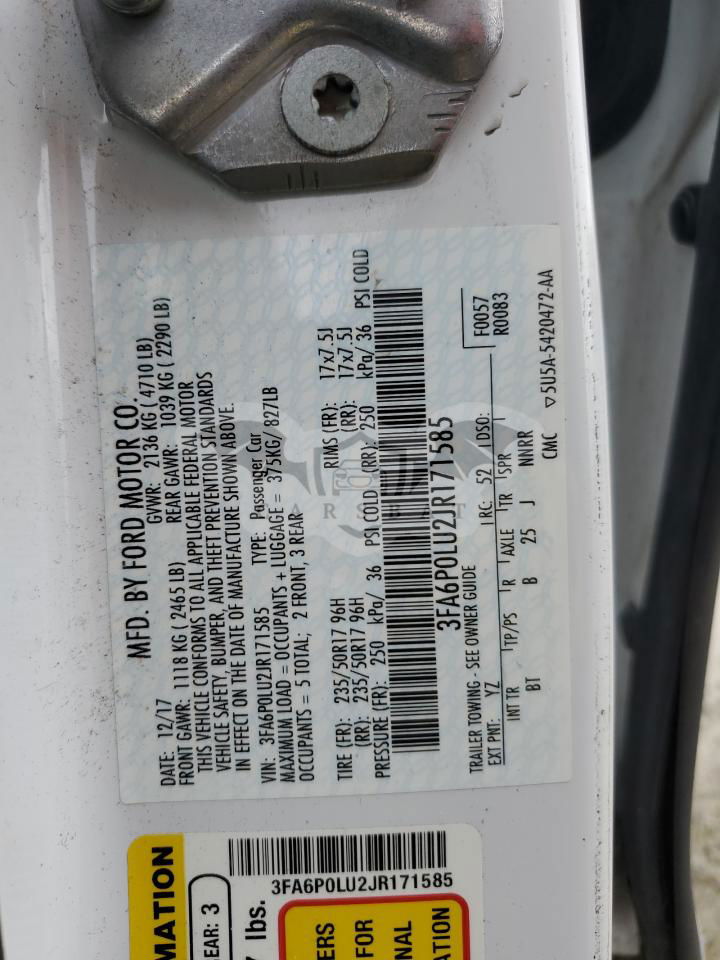 MFD. BY FORD MOTOR CO.
DATE: 12/17 GVWR: 2136 KG ( 4710 LB)
FRONT GAWR: 1118 KG ( 2465 LB) REAR GAWR: 1039 KG ( 2290 LB)
THIS VEHICLE CONFORMS TO ALL APPLICABLE FEDERAL MOTOR
VEHICLE SAFETY, BUMPER, AND THEFT PREVENTION STANDARDS
IN EFFECT ON THE DATE OF MANUFACTURE SHOWN ABOVE.
VIN: 3FA6P0LU2JR171585 TYPE: Passenger Car
MAXIMUM LOAD = OCCUPANTS + LUGGAGE = 375KG/ 827LB
OCCUPANTS = 5 TOTAL; 2 FRONT, 3 REAR
TIRE (FR): 235/50R17 96H RIMS (FR): 17x7.5J
(RR): 235/50R17 96H (RR): 17x7.5J
PRESSURE (FR): 250 kPa/ 36 PSI COLD (RR): 250 kPa/ 36 PSI COLD
3FA6P0LU2JR171585
TRAILER TOWING - SEE OWNER GUIDE
F0057
R0083
EXT PNT: YZ RC: 52 DSO:
INT TR TP/PS R AXLE TR SPR
BT B 25 J NNRR
CMC ▽5U5A-5420472-AA
3FA6P0LU2JR171585
MATION
EAR: 3
7 lbs.
ERS
FOR
NAL
ATION